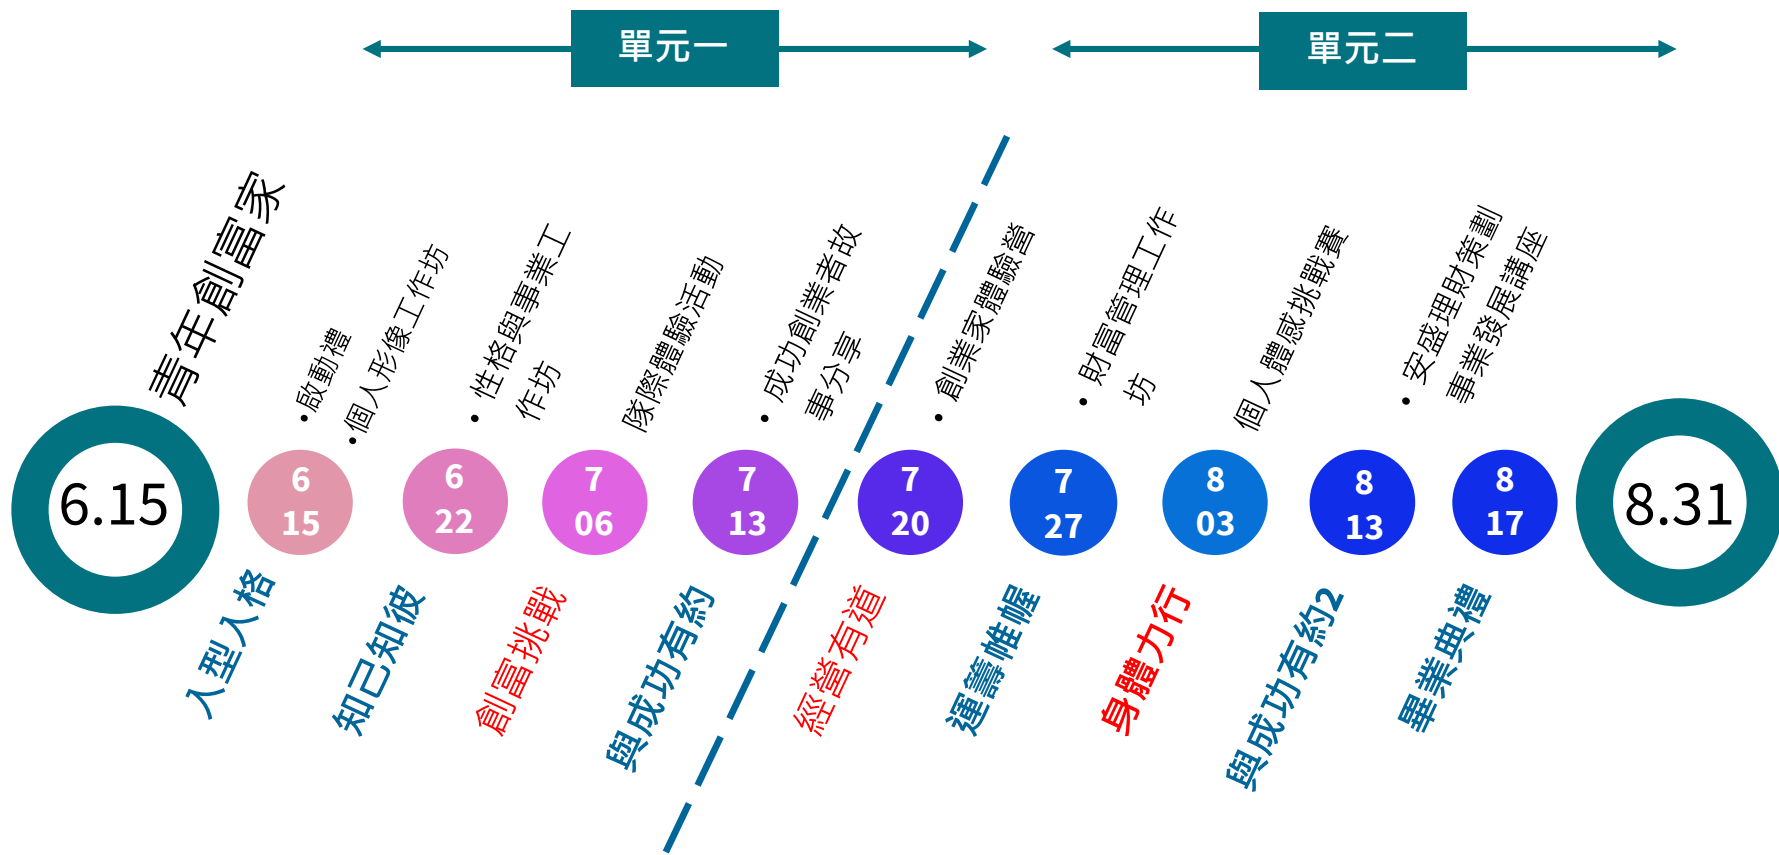 單元一
單元二
青年創富家
•啟動禮
•個人形像工作坊
• 性格與事業工
作坊
隊際體驗活動
• 成功創業者故
事分享
• 創業家體驗營
• 財富管理工作
坊
個人體感挑戰賽
• 安盛理財策劃
事業發展講座
6.15
6
15
6
22
7
06
7
13
7
20
7
27
8
03
8
13
8
17
8.31
入型入格
知己知彼
創富挑戰
與成功有約
經營有道
運籌帷幄
身體力行
與成功有約2
畢業典禮